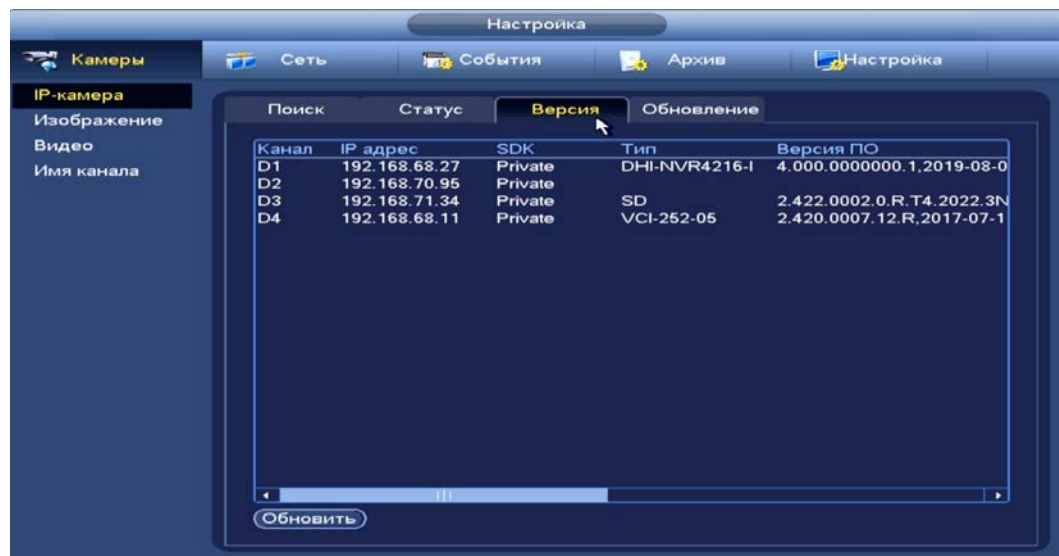 Настройка
Камеры Сеть События Архив Настройка
IP-камера
Изображение
Видео
Имя канала
Поиск Статус Версия Обновление
Канал IP адрес SDK Тип Версия ПО
D1 192.168.68.27 Private DHI-NVR4216-I 4.000.0000000.1,2019-08-0
D2 192.168.70.95 Private
D3 192.168.71.34 Private SD 2.422.0002.0.R.T4.2022.3N
D4 192.168.68.11 Private VCI-252-05 2.420.0007.12.R,2017-07-1
Обновить